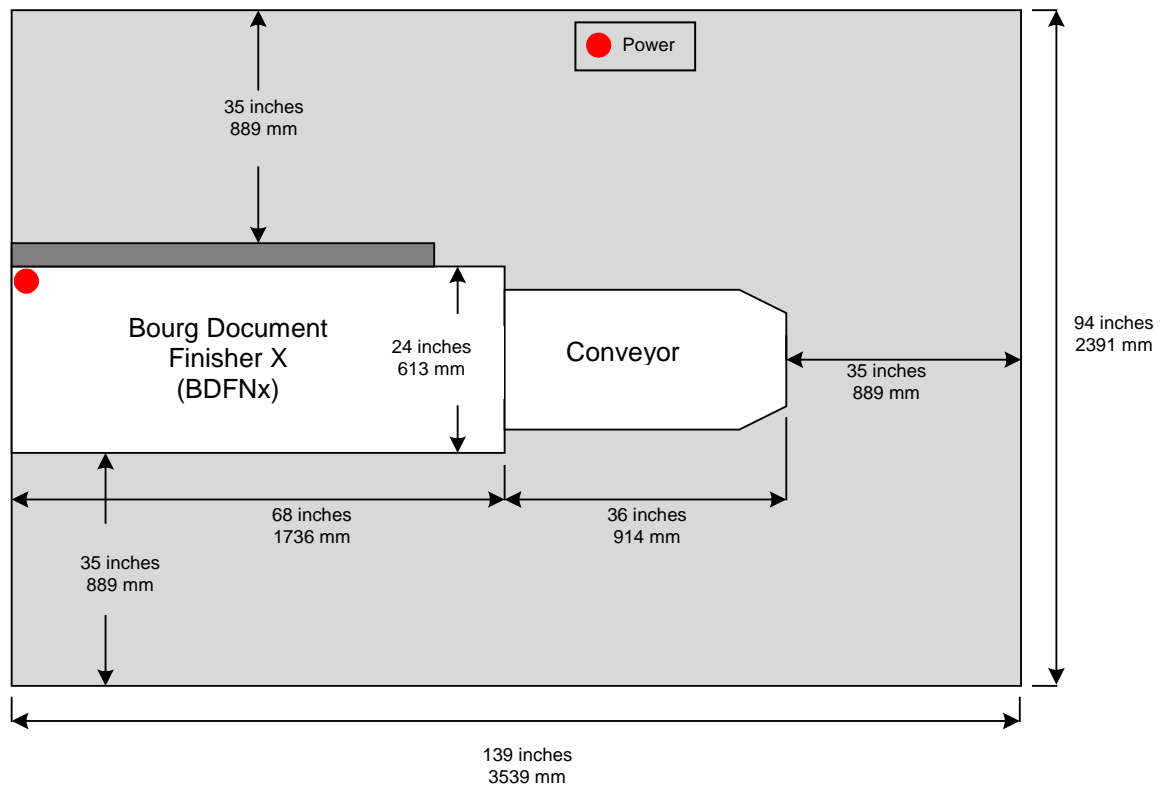 Power
35 inches
889 mm
Bourg Document
Finisher X
(BDFNx)
24 inches
613 mm
Conveyor
35 inches
889 mm
94 inches
2391 mm
68 inches
1736 mm
36 inches
914 mm
35 inches
889 mm
139 inches
3539 mm